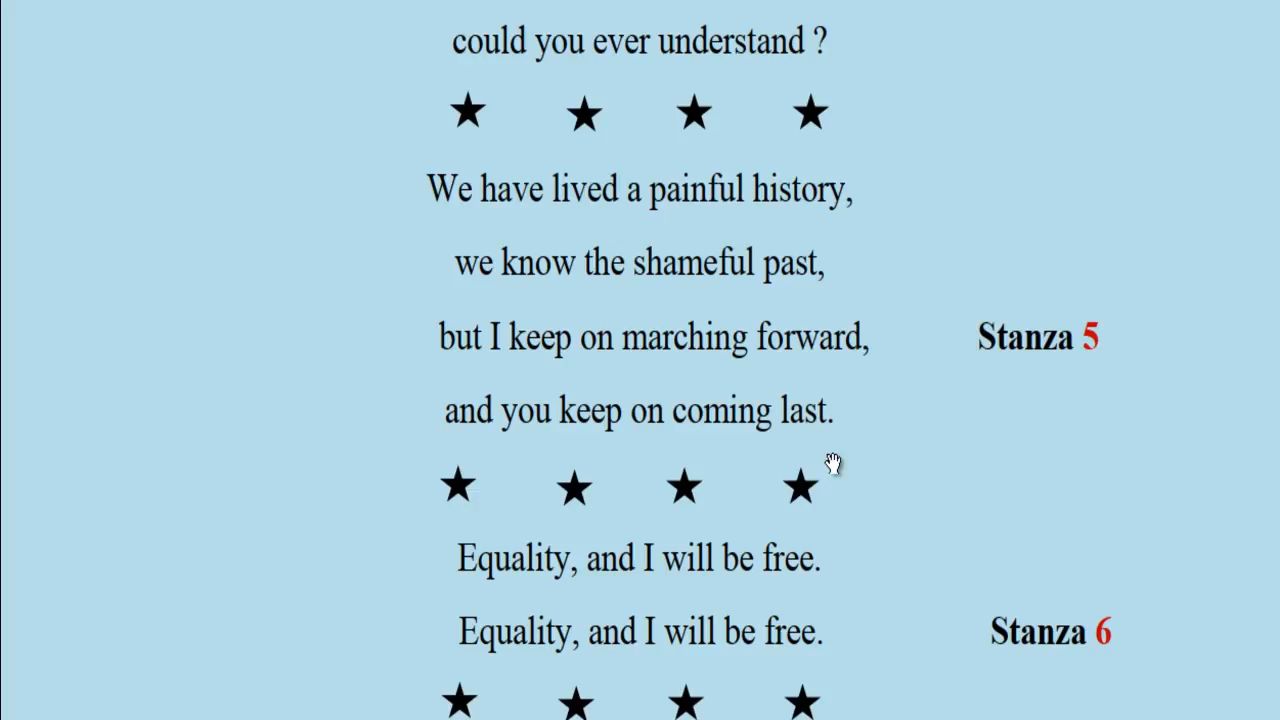 could you ever understand ?
★ ★ ★ ★
We have lived a painful history,
we know the shameful past,
but I keep on marching forward, Stanza 5
and you keep on coming last.
★ ★ ★ ★
Equality, and I will be free.
Equality, and I will be free. Stanza 6
★ ★ ★ ★